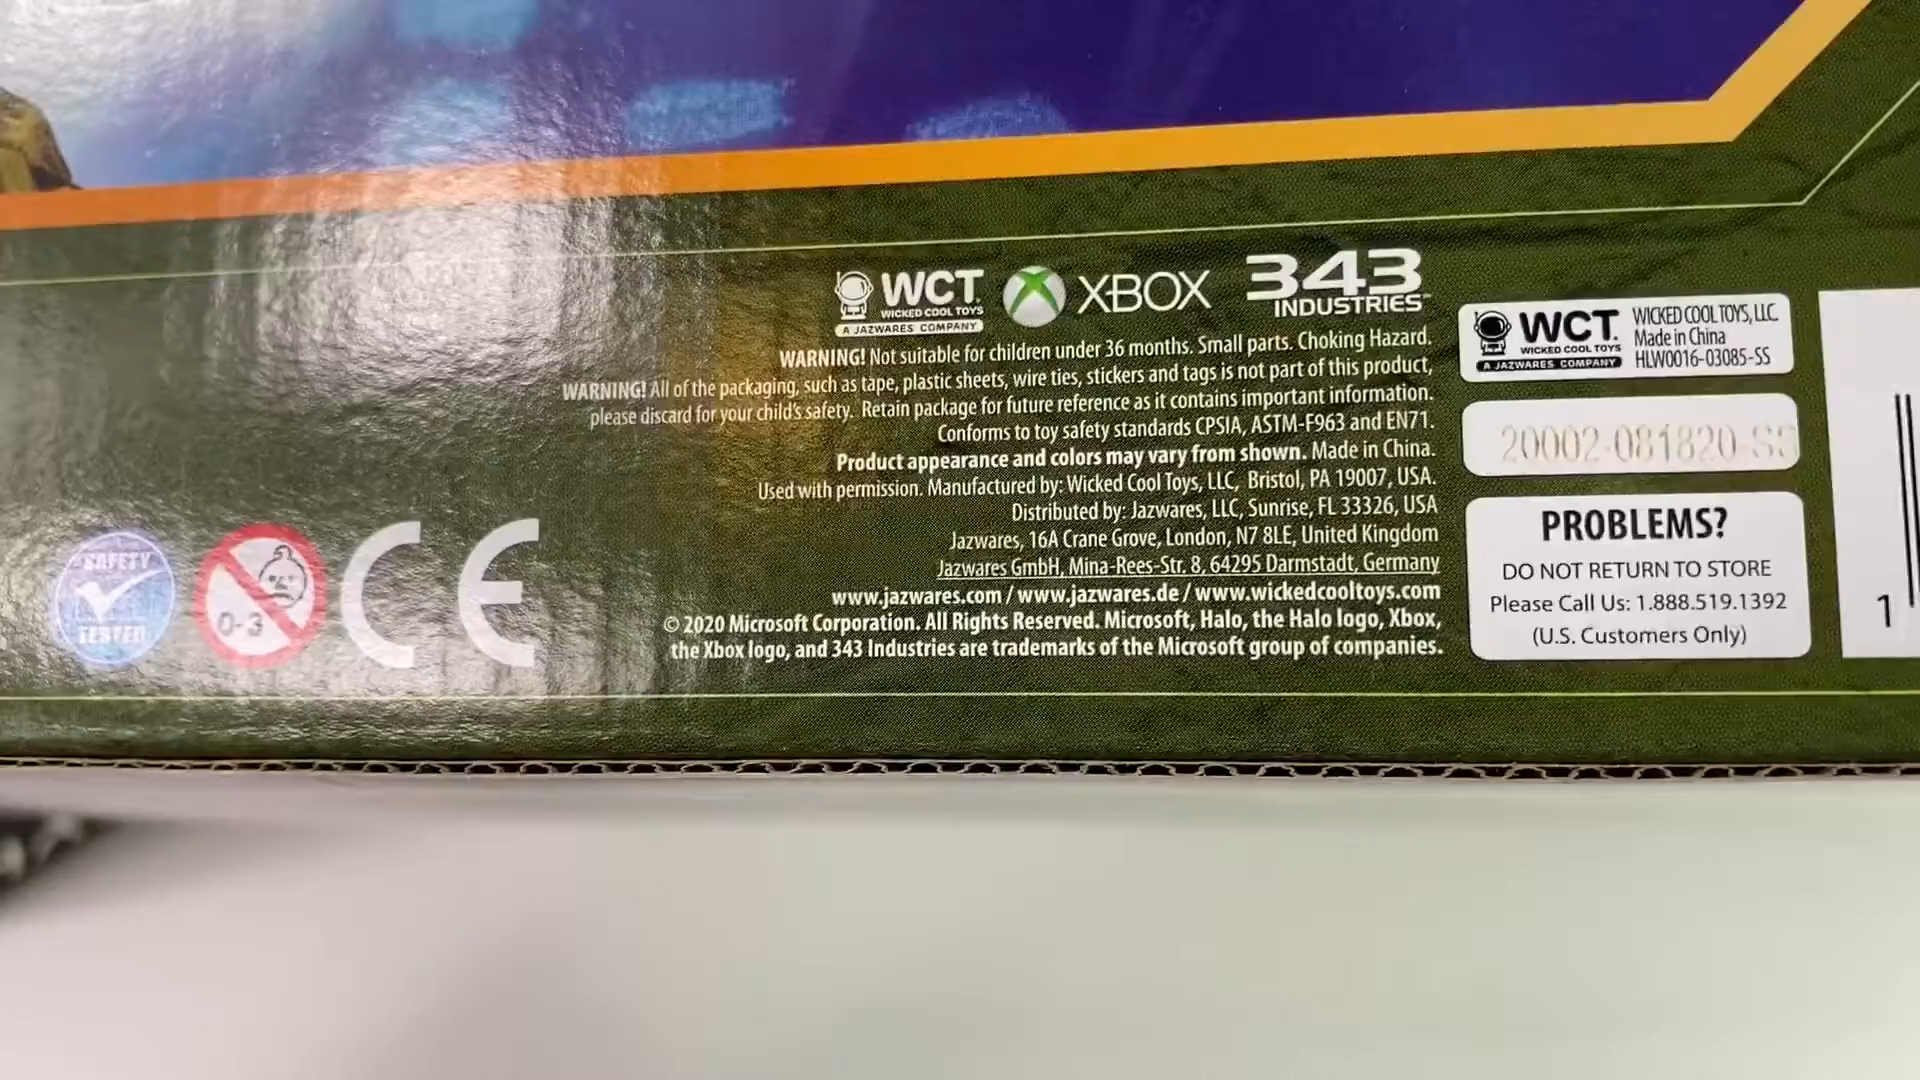 WCT.
WICKED COOL TOYS
A JAZWARES COMPANY
XBOX
343
INDUSTRIES™
WARNING! Not suitable for children under 36 months. Small parts. Choking Hazard.
WARNING! All of the packaging, such as tape, plastic sheets, wire ties, stickers and tags is not part of this product,
please discard for your child's safety. Retain package for future reference as it contains important information.
Conforms to toy safety standards CPSIA, ASTM-F963 and EN71.
Product appearance and colors may vary from shown. Made in China.
Used with permission. Manufactured by: Wicked Cool Toys, LLC, Bristol, PA 19007, USA.
Distributed by: Jazwares, LLC, Sunrise, FL 33326, USA
Jazwares, 16A Crane Grove, London, N7 8LE, United Kingdom
Jazwares GmbH, Mina-Rees-Str. 8, 64295 Darmstadt, Germany
www.jazwares.com / www.jazwares.de / www.wickedcooltoys.com
© 2020 Microsoft Corporation. All Rights Reserved. Microsoft, Halo, the Halo logo, Xbox,
the Xbox logo, and 343 Industries are trademarks of the Microsoft group of companies.
SAFETY
TESTED
0-3
CE
WCT.
WICKED COOL TOYS
A JAZWARES COMPANY
WICKED COOL TOYS, LLC.
Made in China
HLW0016-03085-SS
20002-081820-SS
PROBLEMS?
DO NOT RETURN TO STORE
Please Call Us: 1.888.519.1392
(U.S. Customers Only)
1